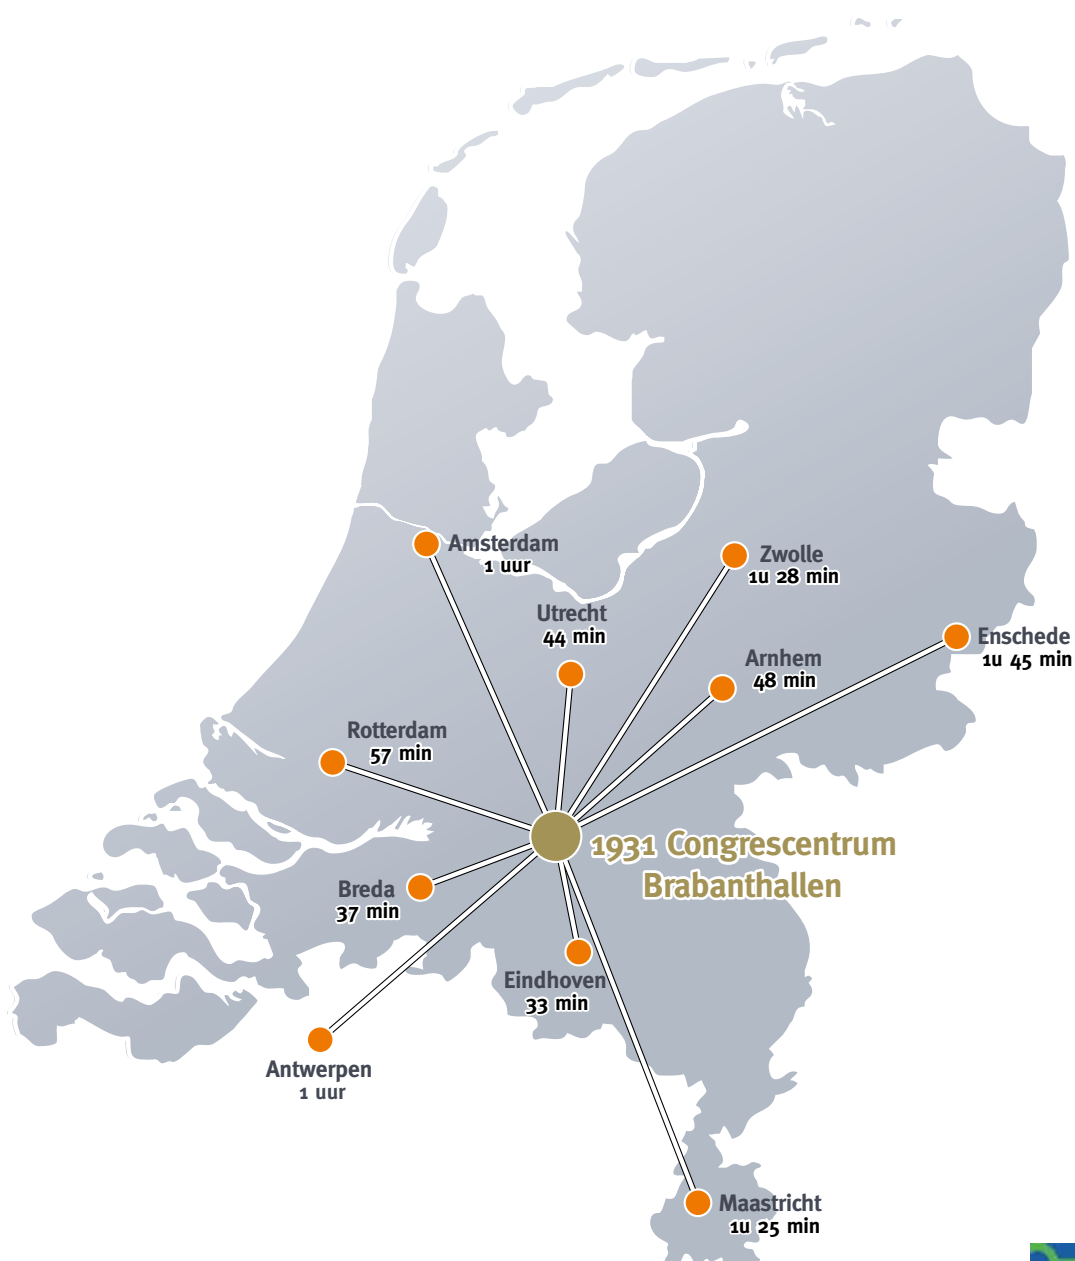 Amsterdam
1 uur
Zwolle
1u 28 min
Utrecht
44 min
Enschede
1u 45 min
Arnhem
48 min
Rotterdam
57 min
1931 Congrescentrum
Brabanthallen
Breda
37 min
Eindhoven
33 min
Antwerpen
1 uur
Maastricht
1u 25 min